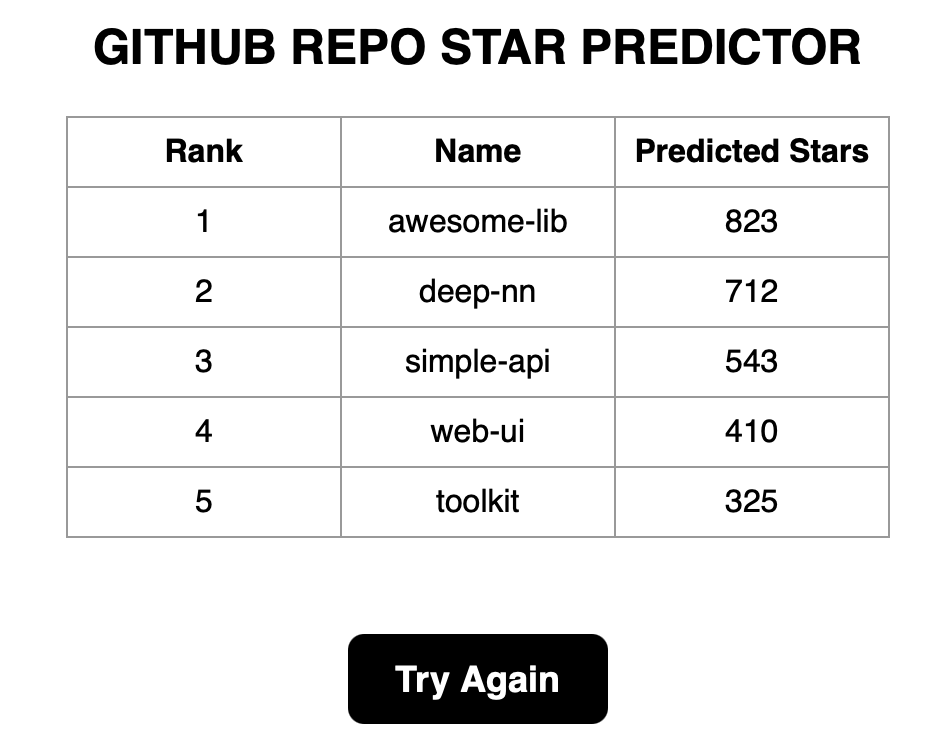 GITHUB REPO STAR PREDICTOR
Rank Name Predicted Stars
1 awesome-lib 823
2 deep-nn 712
3 simple-api 543
4 web-ui 410
5 toolkit 325
Try Again